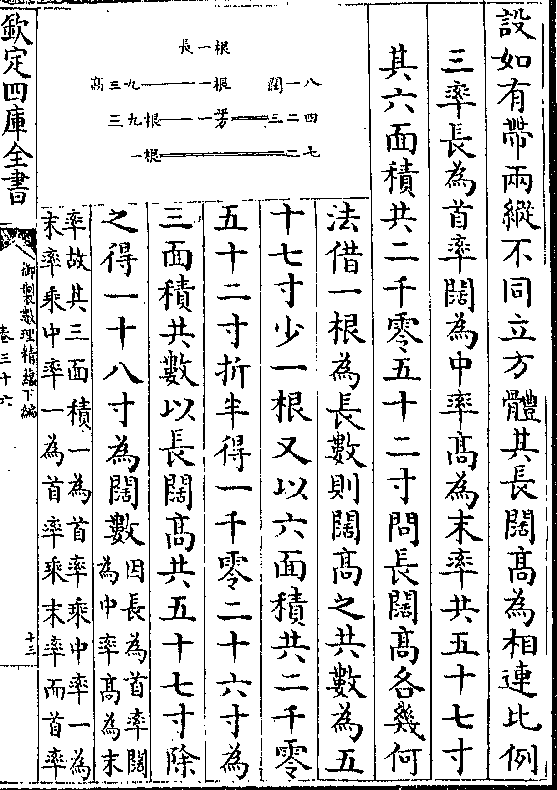 設如有帶兩縱不同立方體其長闊高為相連比例
三率長為首率闊為中率高為末率共五十七寸
其六面積共二千零五十二寸問長闊高各幾何
長一根
闊一八
高三九——一根
三九根——一方══三二四
一根════二七
法借一根為長數則闊高之共數為五
十七寸少一根又以六面積共二千零
五十二寸折半得一千零二十六寸為
三面積共數以長闊高共五十七寸除
之得一十八寸為闊數因長為首率闊
為中率高為末
率故其三面積一為首率乘中率一為
末率乘中率一為首率乘末率而首率
欽定四庫全書
御製數理精蘊下編
卷三十六
十三